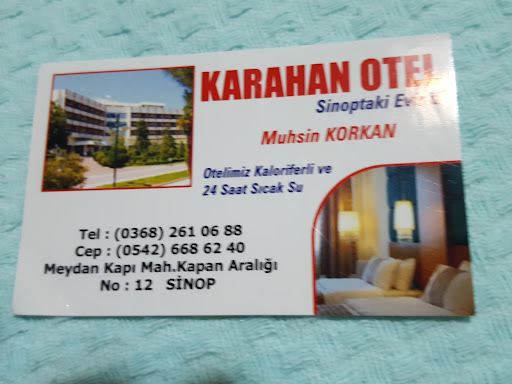 KARAHAN OTEL
Sinoptaki
Muhsin KORKAN
Otelimiz Kaloriferli ve
24 Saat Sıcak Su
Tel : (0368) 261 06 88
Cep : (0542) 668 62 40
Meydan Kapı Mah.Kapan Aralığı
No : 12 SİNOP